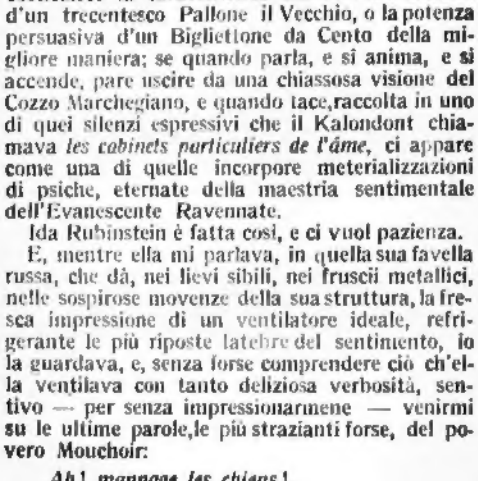 d'un trecentesco Pallone il Vecchio, o la potenza
persuasiva d'un Bigliettone da Cento della mi-
gliore maniera; se quando parla, e si anima, e si
accende, pare uscire da una chiassosa visione del
Cozzo Marchegiano, e quando tace,raccolta in uno
di quei silenzi espressivi che il Kalondont chia-
mava les cabinets particuliers de l'âme, ci appare
come una di quelle incorpore meterializzazioni
di psiche, eternate della maestria sentimentale
dell'Evanescente Ravennate.
Ida Rubinstein è fatta così, e ci vuol pazienza.
E, mentre ella mi parlava, in quella sua favella
russa, che dà, nei lievi sibili, nei fruscii metallici,
nelle sospirose movenze della sua struttura, la fre-
sca impressione di un ventilatore ideale, refri-
gerante le più riposte latebre del sentimento, io
la guardava, e, senza forse comprendere ciò ch'el-
la ventilava con tanto deliziosa verbosità, sen-
tivo — per senza impressionarmene — venirmi
su le ultime parole,le più strazianti forse, del po-
vero Mouchoir:
Ah! les chiens!